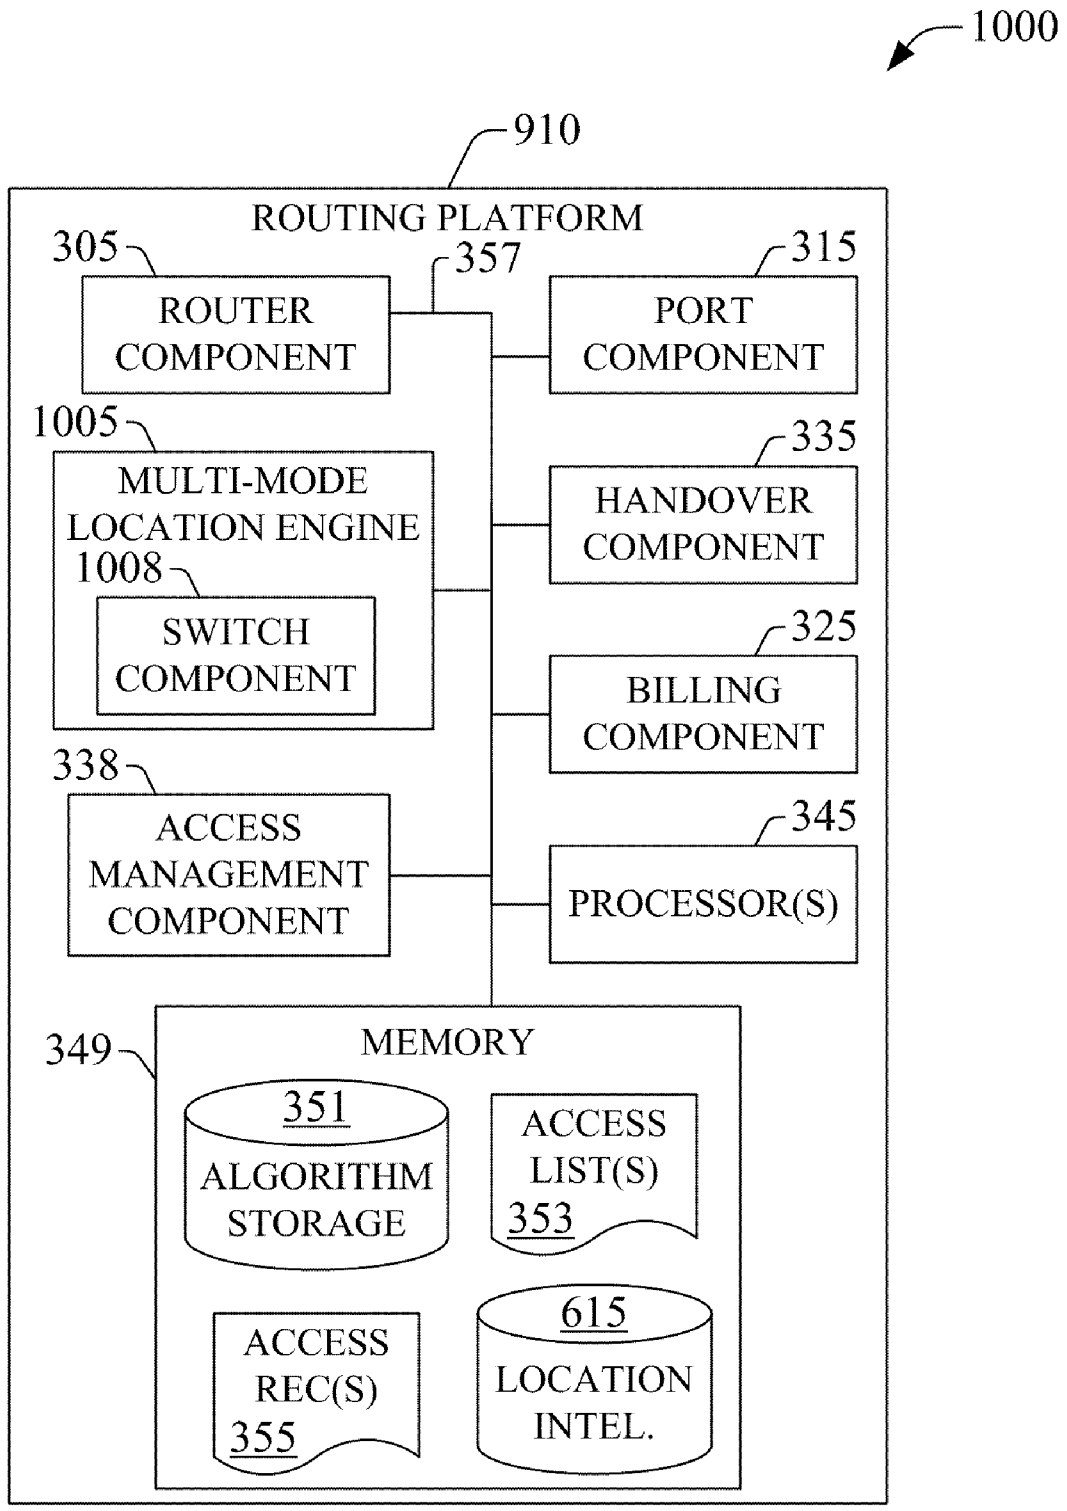 1000
910
ROUTING PLATFORM
305
357
315
ROUTER
COMPONENT
PORT
COMPONENT
1005
335
MULTI-MODE
LOCATION ENGINE
HANDOVER
COMPONENT
1008
SWITCH
COMPONENT
325
BILLING
COMPONENT
338
ACCESS
MANAGEMENT
COMPONENT
345
PROCESSOR(S)
349
MEMORY
351
ALGORITHM
STORAGE
ACCESS
LIST(S)
353
ACCESS
REC(S)
355
615
LOCATION
INTEL.